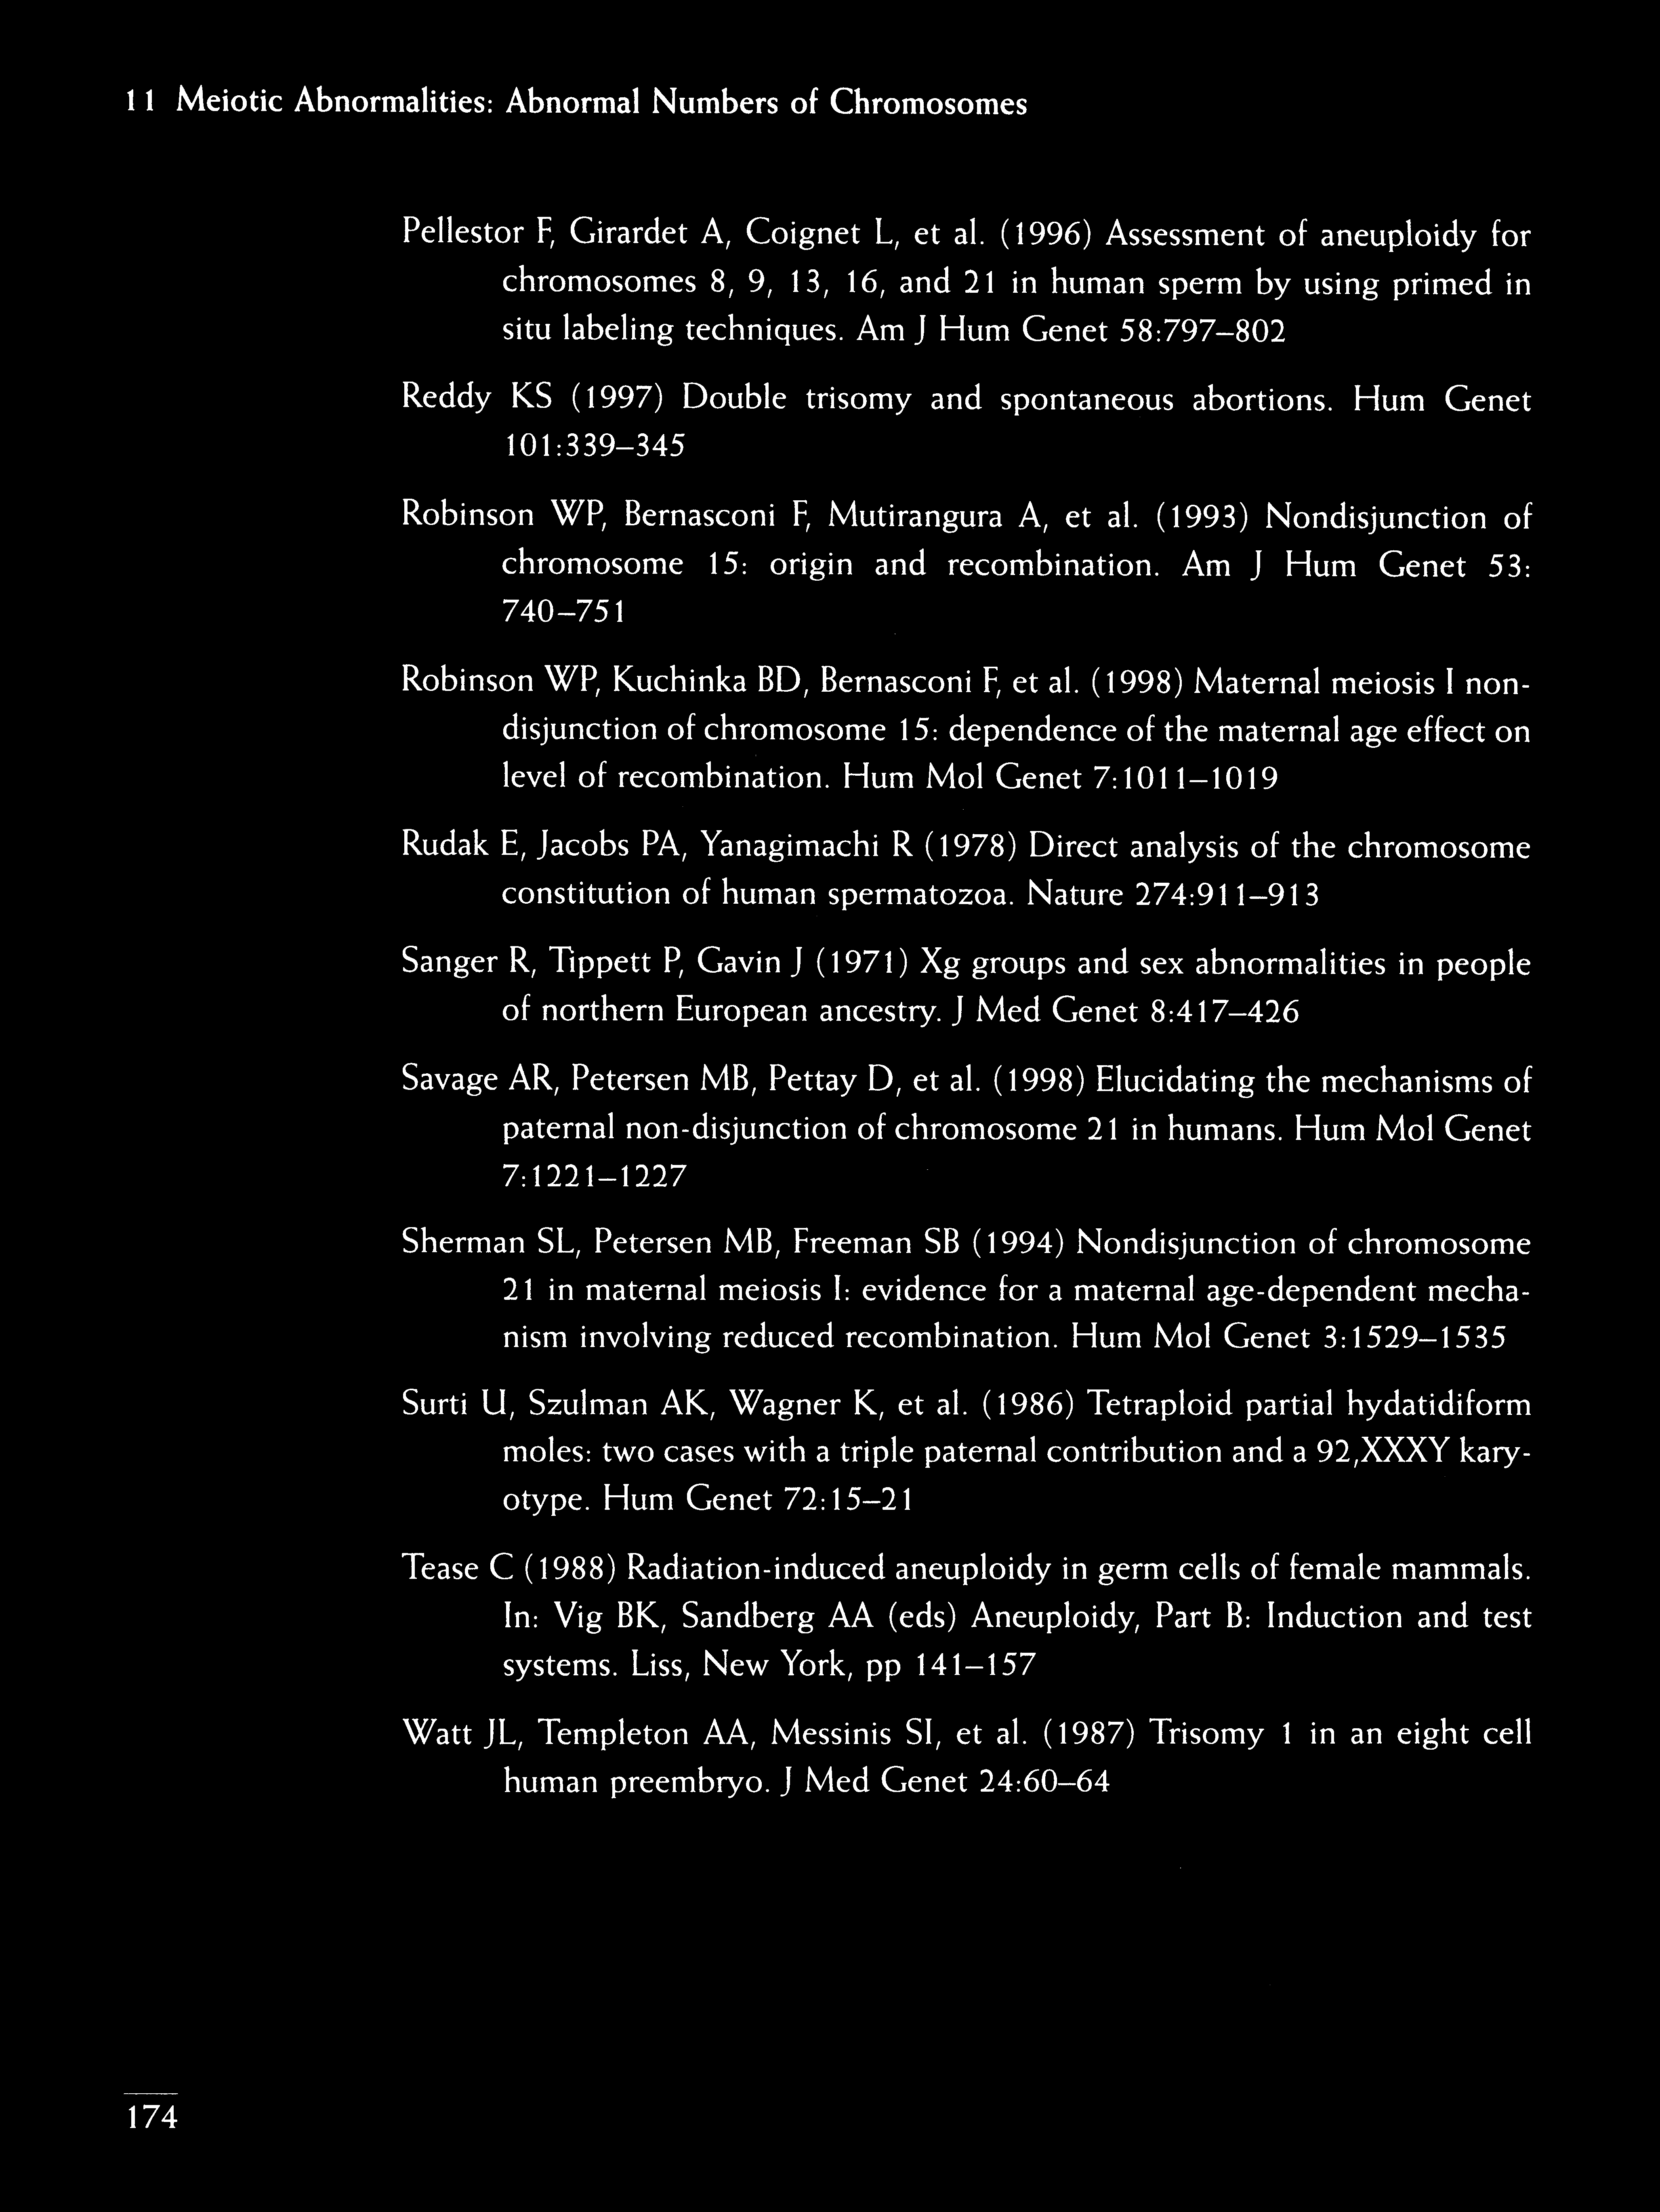 11 Meiotic Abnormalities: Abnormal Numbers of Chromosomes
Pellestor F, Girardet A, Coignet L, et al. (1996) Assessment of aneuploidy for
chromosomes 8, 9, 13, 16, and 21 in human sperm by using primed in
situ labeling techniques. Am J Hum Genet 58:797–802
Reddy KS (1997) Double trisomy and spontaneous abortions. Hum Genet
101:339–345
Robinson WP, Bernasconi F, Mutirangura A, et al. (1993) Nondisjunction of
chromosome 15: origin and recombination. Am J Hum Genet 53:
740–751
Robinson WP, Kuchinka BD, Bernasconi F, et al. (1998) Maternal meiosis I non-
disjunction of chromosome 15: dependence of the maternal age effect on
level of recombination. Hum Mol Genet 7:1011–1019
Rudak E, Jacobs PA, Yanagimachi R (1978) Direct analysis of the chromosome
constitution of human spermatozoa. Nature 274:911–913
Sanger R, Tippett P, Gavin J (1971) Xg groups and sex abnormalities in people
of northern European ancestry. J Med Genet 8:417–426
Savage AR, Petersen MB, Pettay D, et al. (1998) Elucidating the mechanisms of
paternal non-disjunction of chromosome 21 in humans. Hum Mol Genet
7:1221–1227
Sherman SL, Petersen MB, Freeman SB (1994) Nondisjunction of chromosome
21 in maternal meiosis I: evidence for a maternal age-dependent mecha-
nism involving reduced recombination. Hum Mol Genet 3:1529–1535
Surti U, Szulman AK, Wagner K, et al. (1986) Tetraploid partial hydatidiform
moles: two cases with a triple paternal contribution and a 92,XXXY kary-
otype. Hum Genet 72:15–21
Tease C (1988) Radiation-induced aneuploidy in germ cells of female mammals.
In: Vig BK, Sandberg AA (eds) Aneuploidy, Part B: Induction and test
systems. Liss, New York, pp 141–157
Watt JL, Templeton AA, Messinis SI, et al. (1987) Trisomy 1 in an eight cell
human preembryo. J Med Genet 24:60–64
174